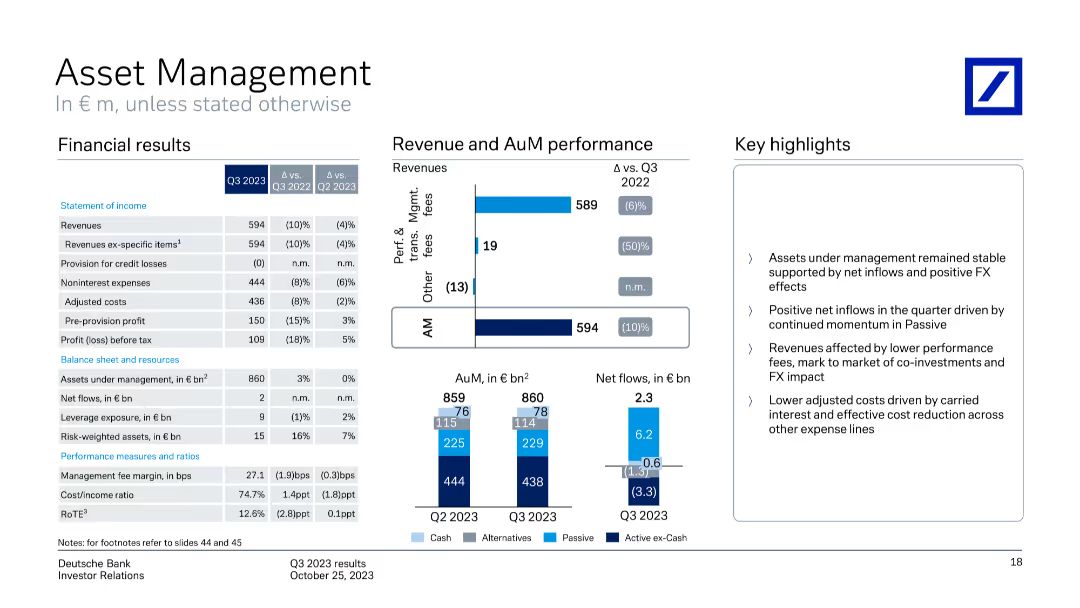 Asset Management
In € m, unless stated otherwise
Financial results
Q3 2023 Δ vs. Q3 2022 Δ vs. Q2 2023
Statement of income
Revenues 594 (10)% (4)%
Revenues ex-specific items1 594 (10)% (4)%
Provision for credit losses (0) n.m. n.m.
Noninterest expenses 444 (8)% (6)%
Adjusted costs 436 (8)% (2)%
Pre-provision profit 150 (15)% 3%
Profit (loss) before tax 109 (18)% 5%
Balance sheet and resources
Assets under management, in € bn2 860 3% 0%
Net flows, in € bn 2 n.m. n.m.
Leverage exposure, in € bn 9 (1)% 2%
Risk-weighted assets, in € bn 15 16% 7%
Performance measures and ratios
Management fee margin, in bps 27.1 (1.9)bps (0.3)bps
Cost/income ratio 74.7% 1.4ppt (1.8)ppt
RoTE3 12.6% (2.8)ppt 0.1ppt
Notes: for footnotes refer to slides 44 and 45
Revenue and AuM performance
Revenues
Δ vs. Q3
2022
Mgmt.
fees
589 (6)%
Perf. &
trans.
fees
19 (50)%
Other (13) n.m.
AM 594 (10)%
AuM, in € bn2
859 860
76 78
115 114
225 229
444 438
Q2 2023 Q3 2023
Net flows, in € bn
2.3
6.2
0.6
(1.3)
(3.3)
Q3 2023
Cash Alternatives Passive Active ex-Cash
Key highlights
〉 Assets under management remained stable
supported by net inflows and positive FX
effects
〉 Positive net inflows in the quarter driven by
continued momentum in Passive
〉 Revenues affected by lower performance
fees, mark to market of co-investments and
FX impact
〉 Lower adjusted costs driven by carried
interest and effective cost reduction across
other expense lines
Deutsche Bank
Investor Relations
Q3 2023 results
October 25, 2023
18